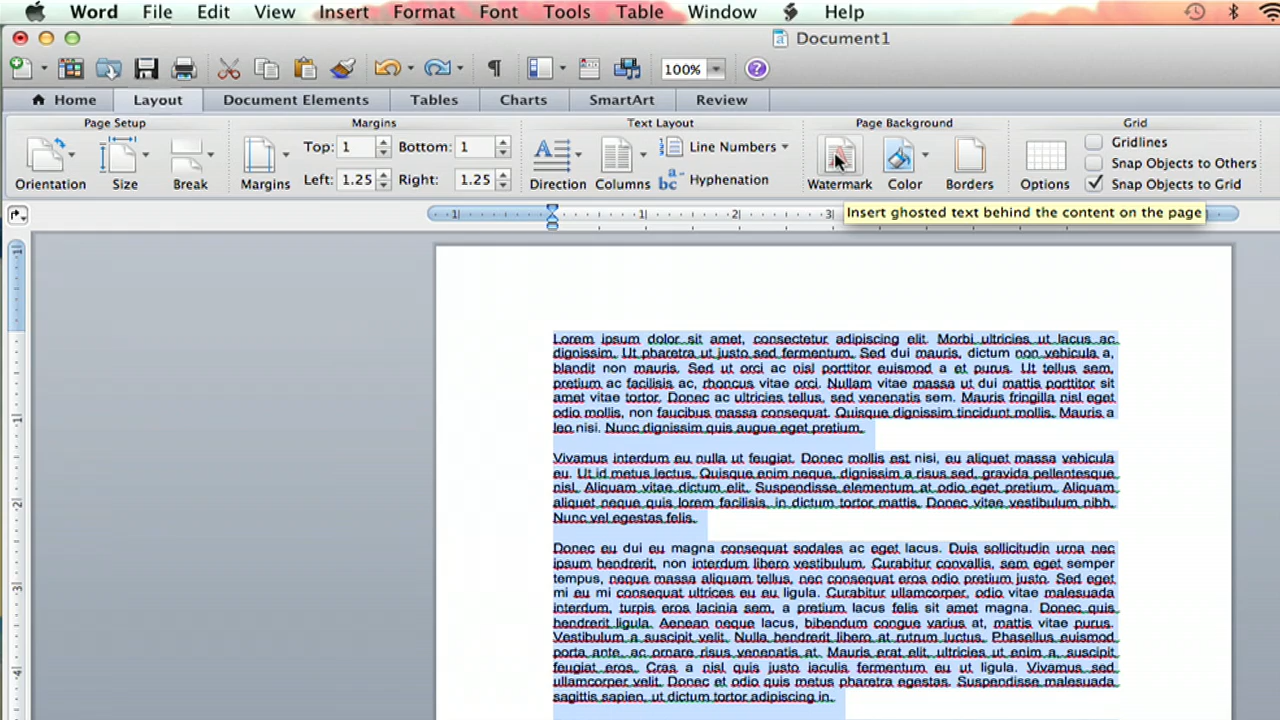 Word File Edit View Insert Format Font Tools Table Window Help
Document1
100%
Home Layout Document Elements Tables Charts SmartArt Review
Page Setup Margins Text Layout Page Background Grid
Top: 1 Bottom: 1 Line Numbers Gridlines
Snap Objects to Others
Left: 1.25 Right: 1.25 Hyphenation Snap Objects to Grid
Orientation Size Break Margins Direction Columns Watermark Color Borders Options
Insert ghosted text behind the content on the page
Lorem ipsum dolor sit amet, consectetur adipiscing elit. Morbi ultricies ut lacus ac
dignissim. Ut pharetra ut justo sed fermentum. Sed dui mauris, dictum non vehicula a,
blandit non mauris. Sed ut orci ac nisl porttitor euismod a et purus. Ut tellus sem,
pretium ac facilisis ac, rhoncus vitae orci. Nullam vitae massa ut dui mattis porttitor sit
amet vitae tortor. Donec ac ultricies tellus, sed venenatis sem. Mauris fringilla nisl eget
odio mollis, non faucibus massa consequat. Quisque dignissim tincidunt mollis. Mauris a
leo nisi. Nunc dignissim quis augue eget pretium.
Vivamus interdum eu nulla ut feugiat. Donec mollis est nisi, eu aliquet massa vehicula
eu. Ut id metus lectus. Quisque enim neque, dignissim a risus sed, gravida pellentesque
nisl. Aliquam vitae dictum elit. Suspendisse elementum at odio eget pretium. Aliquam
aliquet neque quis lorem facilisis, in dictum tortor mattis. Donec vitae vestibulum nibh.
Nunc vel egestas felis.
Donec eu dui eu magna consequat sodales ac eget lacus. Duis sollicitudin urna nec
ipsum hendrerit, non interdum libero vestibulum. Curabitur convallis, sem eget semper
tempus, neque massa aliquam tellus, nec consequat eros odio pretium justo. Sed eget
mi eu mi consequat ultrices eu eu ligula. Curabitur ullamcorper, odio vitae malesuada
interdum, turpis eros lacinia sem, a pretium lacus felis sit amet magna. Donec quis
hendrerit ligula. Aenean neque lacus, bibendum congue varius at, mattis vitae purus.
Vestibulum a suscipit velit. Nulla hendrerit libero at rutrum luctus. Phasellus euismod
porta ante, ac ornare risus venenatis at. Mauris erat elit, ultricies ut enim a, suscipit
feugiat eros. Cras a nisl quis justo iaculis fermentum eu ut ligula. Vivamus sed
ullamcorper velit. Donec et odio quis metus pharetra egestas. Suspendisse malesuada
sagittis sapien, ut dictum tortor adipiscing in.